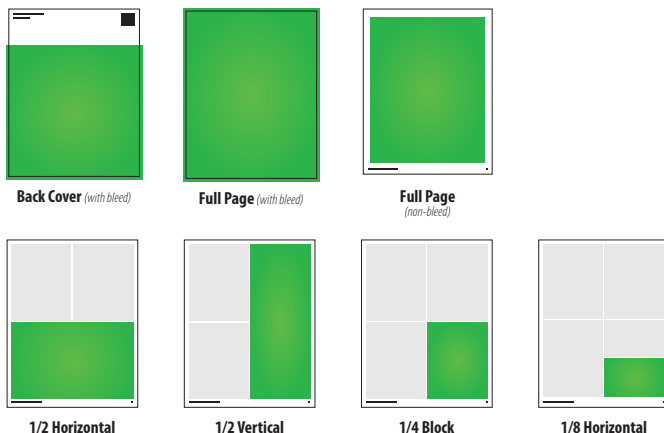 Back Cover (with bleed)
Full Page (with bleed)
Full Page
(non-bleed)
1/2 Horizontal
1/2 Vertical
1/4 Block
1/8 Horizontal